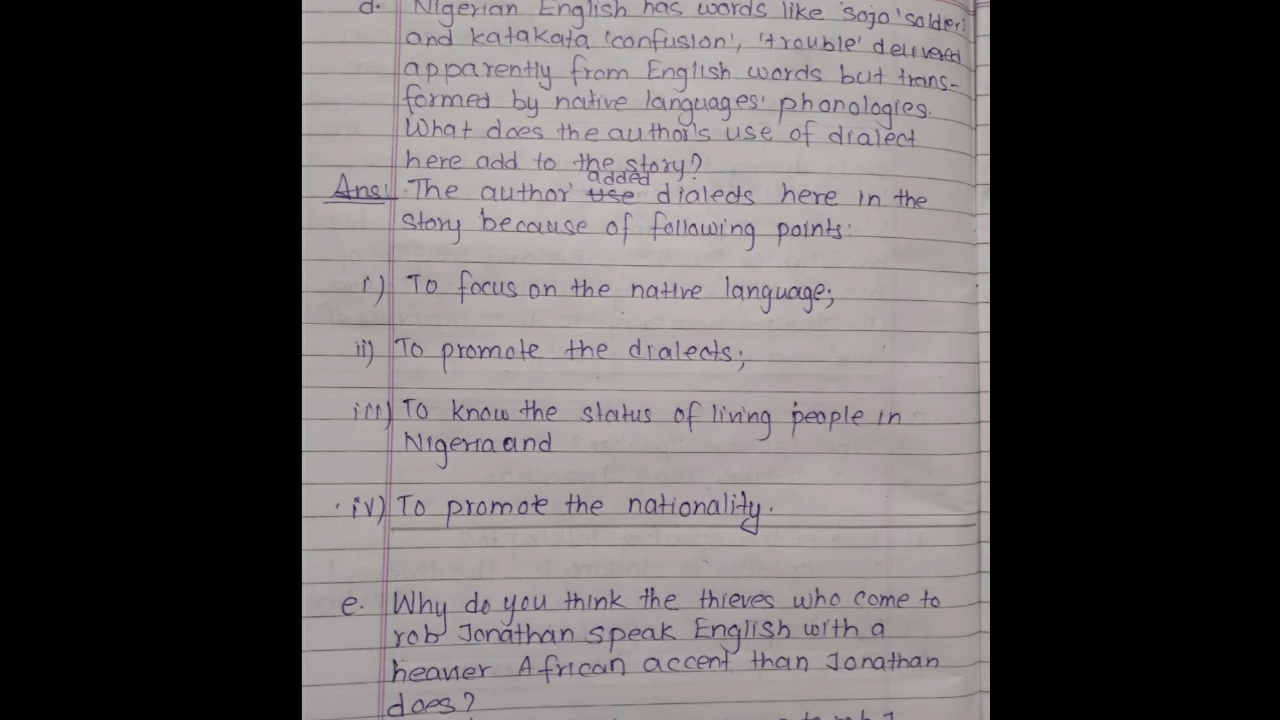 d. Nigerian English has words like 'sojo' 'soldier'
and katakata 'confusion', 'trouble' derived
apparently from English words but trans-
formed by native languages' phonologies.
What does the author's use of dialect
here add to the story?
Ans: The author use added dialects here in the
story because of following points:
i) To focus on the native language;
ii) To promote the dialects;
iii) To know the status of living people in
Nigeria and
iv) To promote the nationality.
e. Why do you think the thieves who come to
rob Jonathan speak English with a
heavier African accent than Jonathan
does?